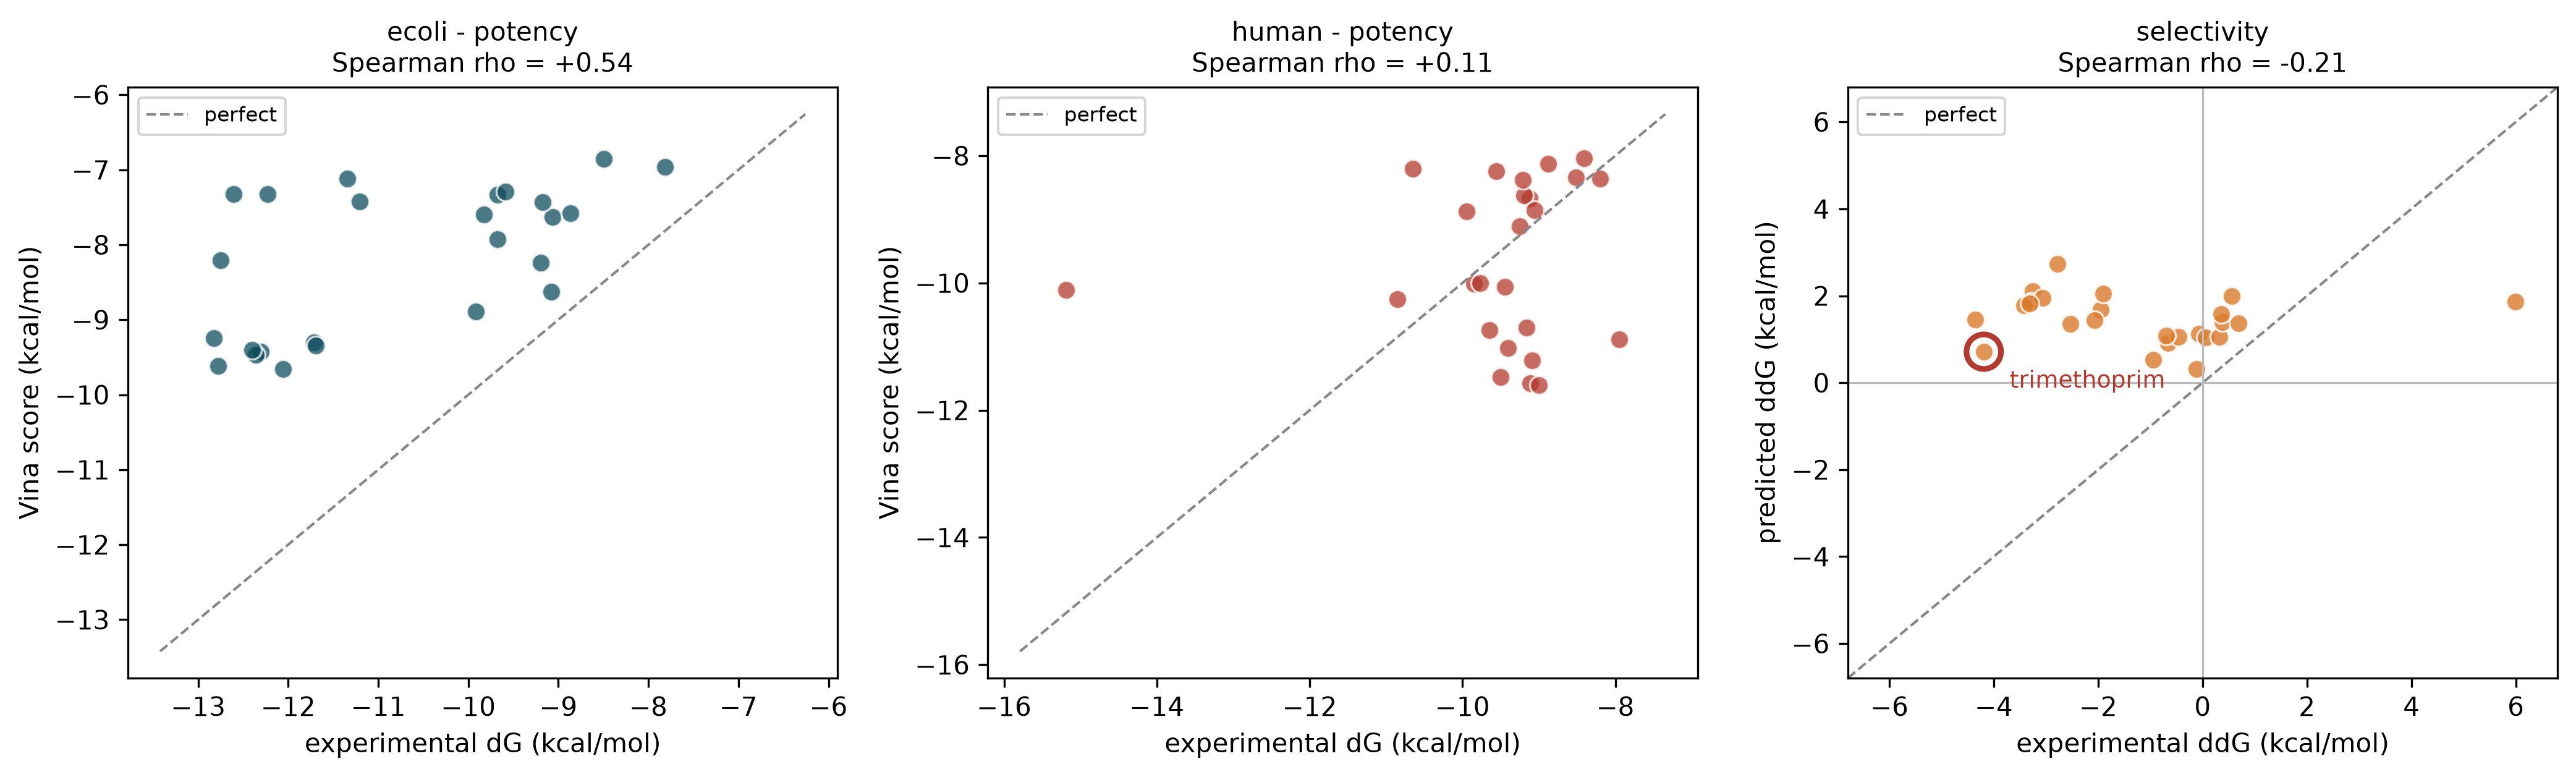 ecoli - potency
Spearman rho = +0.54
perfect
−6
−7
−8
−9
−10
−11
−12
−13
Vina score (kcal/mol)
−13
−12
−11
−10
−9
−8
−7
−6
experimental dG (kcal/mol)
human - potency
Spearman rho = +0.11
perfect
−8
−10
−12
−14
−16
Vina score (kcal/mol)
−16
−14
−12
−10
−8
experimental dG (kcal/mol)
selectivity
Spearman rho = -0.21
perfect
6
4
2
0
−2
−4
−6
predicted ddG (kcal/mol)
trimethoprim
−6
−4
−2
0
2
4
6
experimental ddG (kcal/mol)